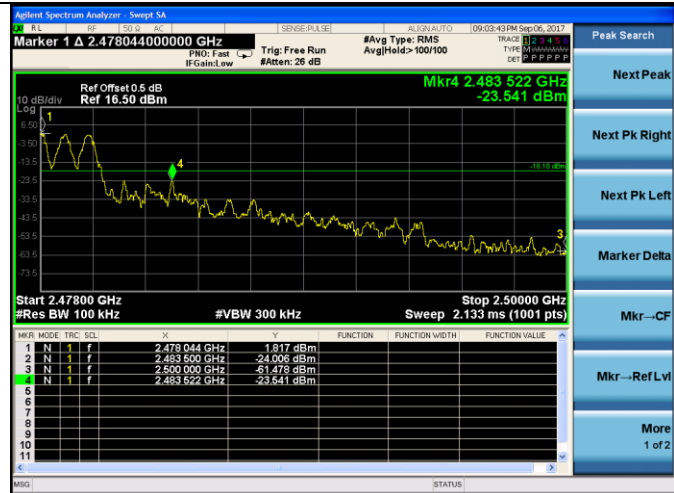 Agilent Spectrum Analyzer - Swept SA
RL RF 50 Ω AC SENSE:PULSE ALIGN AUTO 09:03:43 PM Sep 06, 2017
Marker 1 Δ 2.478044000000 GHz
PNO: Fast
IFGain:Low
Trig: Free Run
#Atten: 26 dB
#Avg Type: RMS
Avg|Hold:>100/100
TRACE 1 2 3 4 5 6
TYPE M
DET P P P P P P
Peak Search
Mkr4 2.483 522 GHz
-23.541 dBm
Ref Offset 0.5 dB
Ref 16.50 dBm
10 dB/div
Log
6.50
-3.50
-13.5
-23.5
-33.5
-43.5
-53.5
-63.5
-73.5
1
4
3
-18.18 dBm
Start 2.47800 GHz Stop 2.50000 GHz
#Res BW 100 kHz #VBW 300 kHz Sweep 2.133 ms (1001 pts)
MKR MODE TRC SCL X Y FUNCTION FUNCTION WIDTH FUNCTION VALUE
1 N 1 f 2.478 044 GHz 1.817 dBm
2 N 1 f 2.483 500 GHz -24.006 dBm
3 N 1 f 2.500 000 GHz -61.478 dBm
4 N 1 f 2.483 522 GHz -23.541 dBm
5
6
7
8
9
10
11
MSG STATUS
Next Peak
Next Pk Right
Next Pk Left
Marker Delta
Mkr→CF
Mkr→Ref Lvl
More
1 of 2